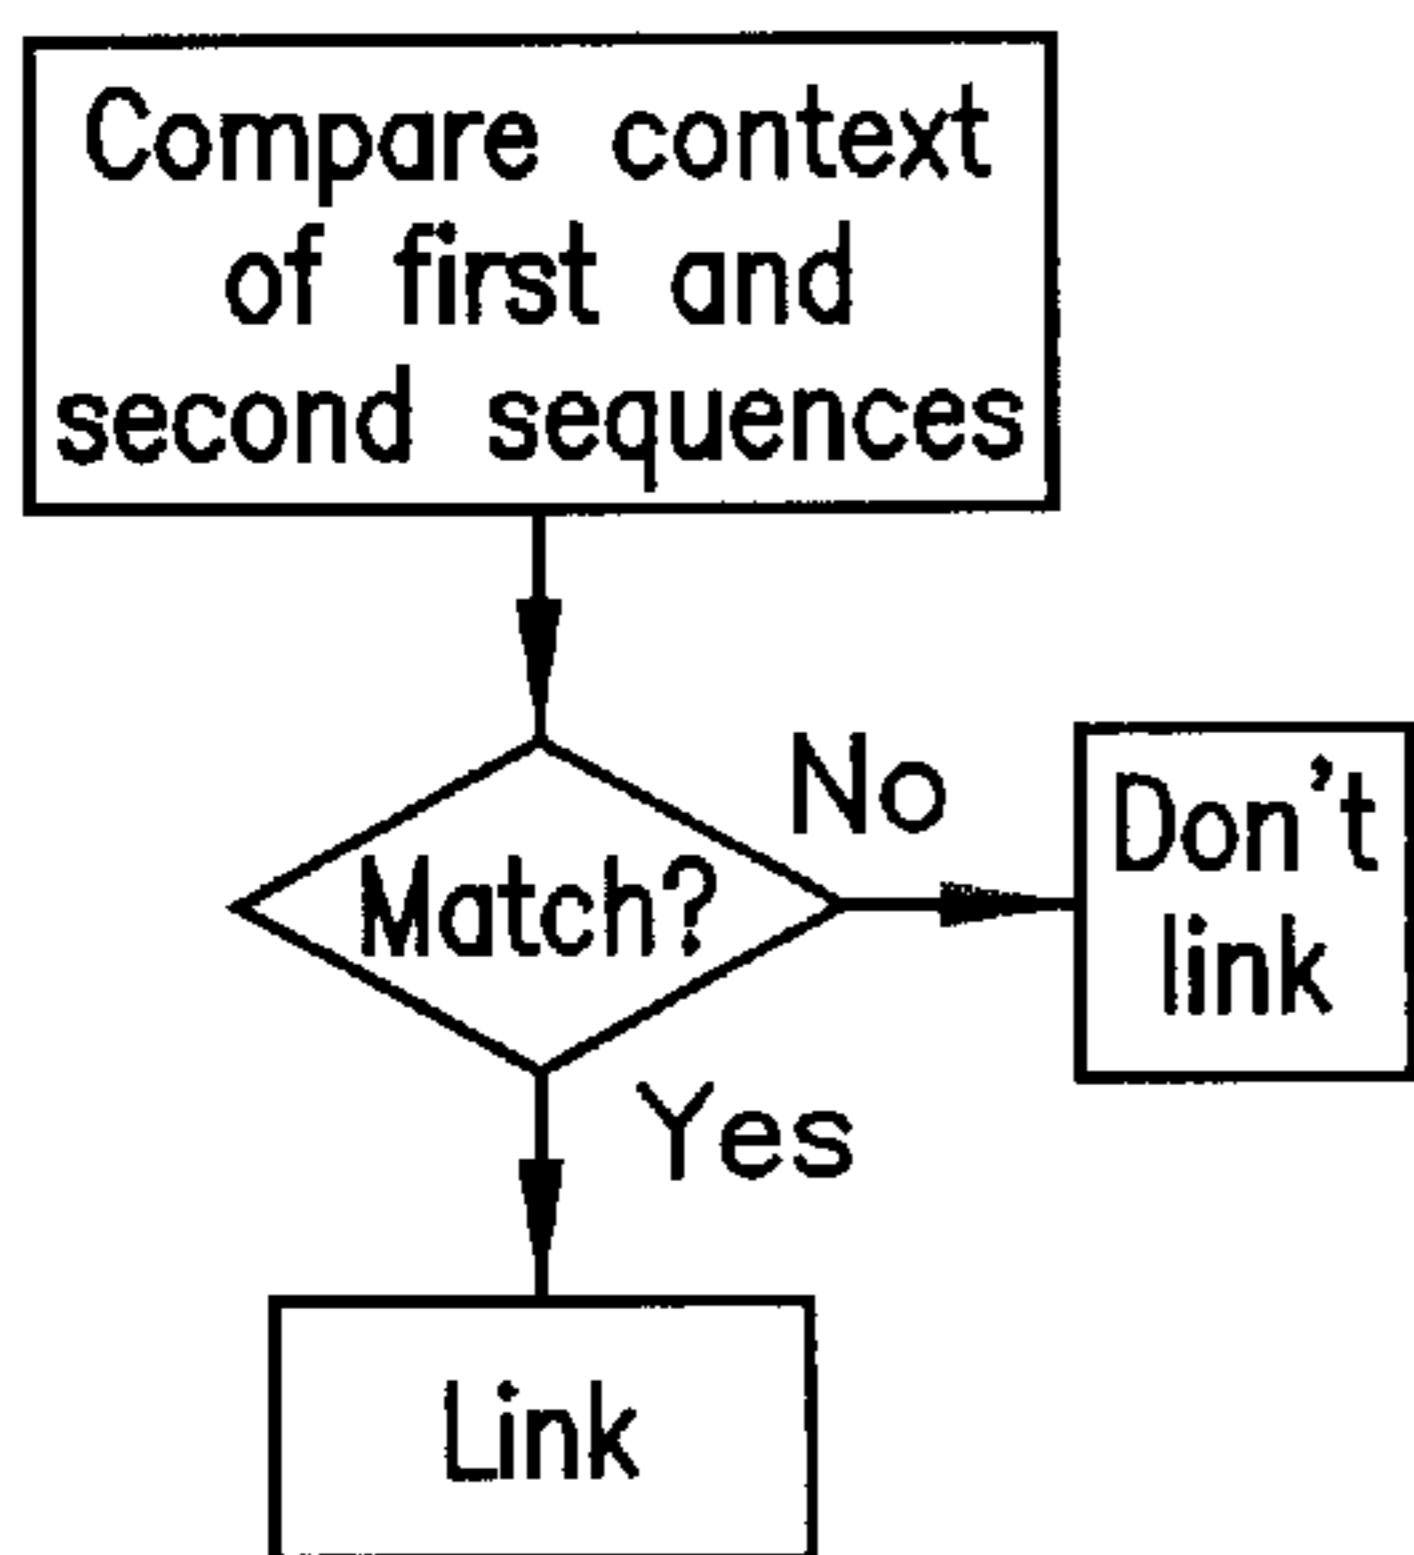 Compare context
of first and
second sequences
Match?
No
Don't
link
Yes
Link